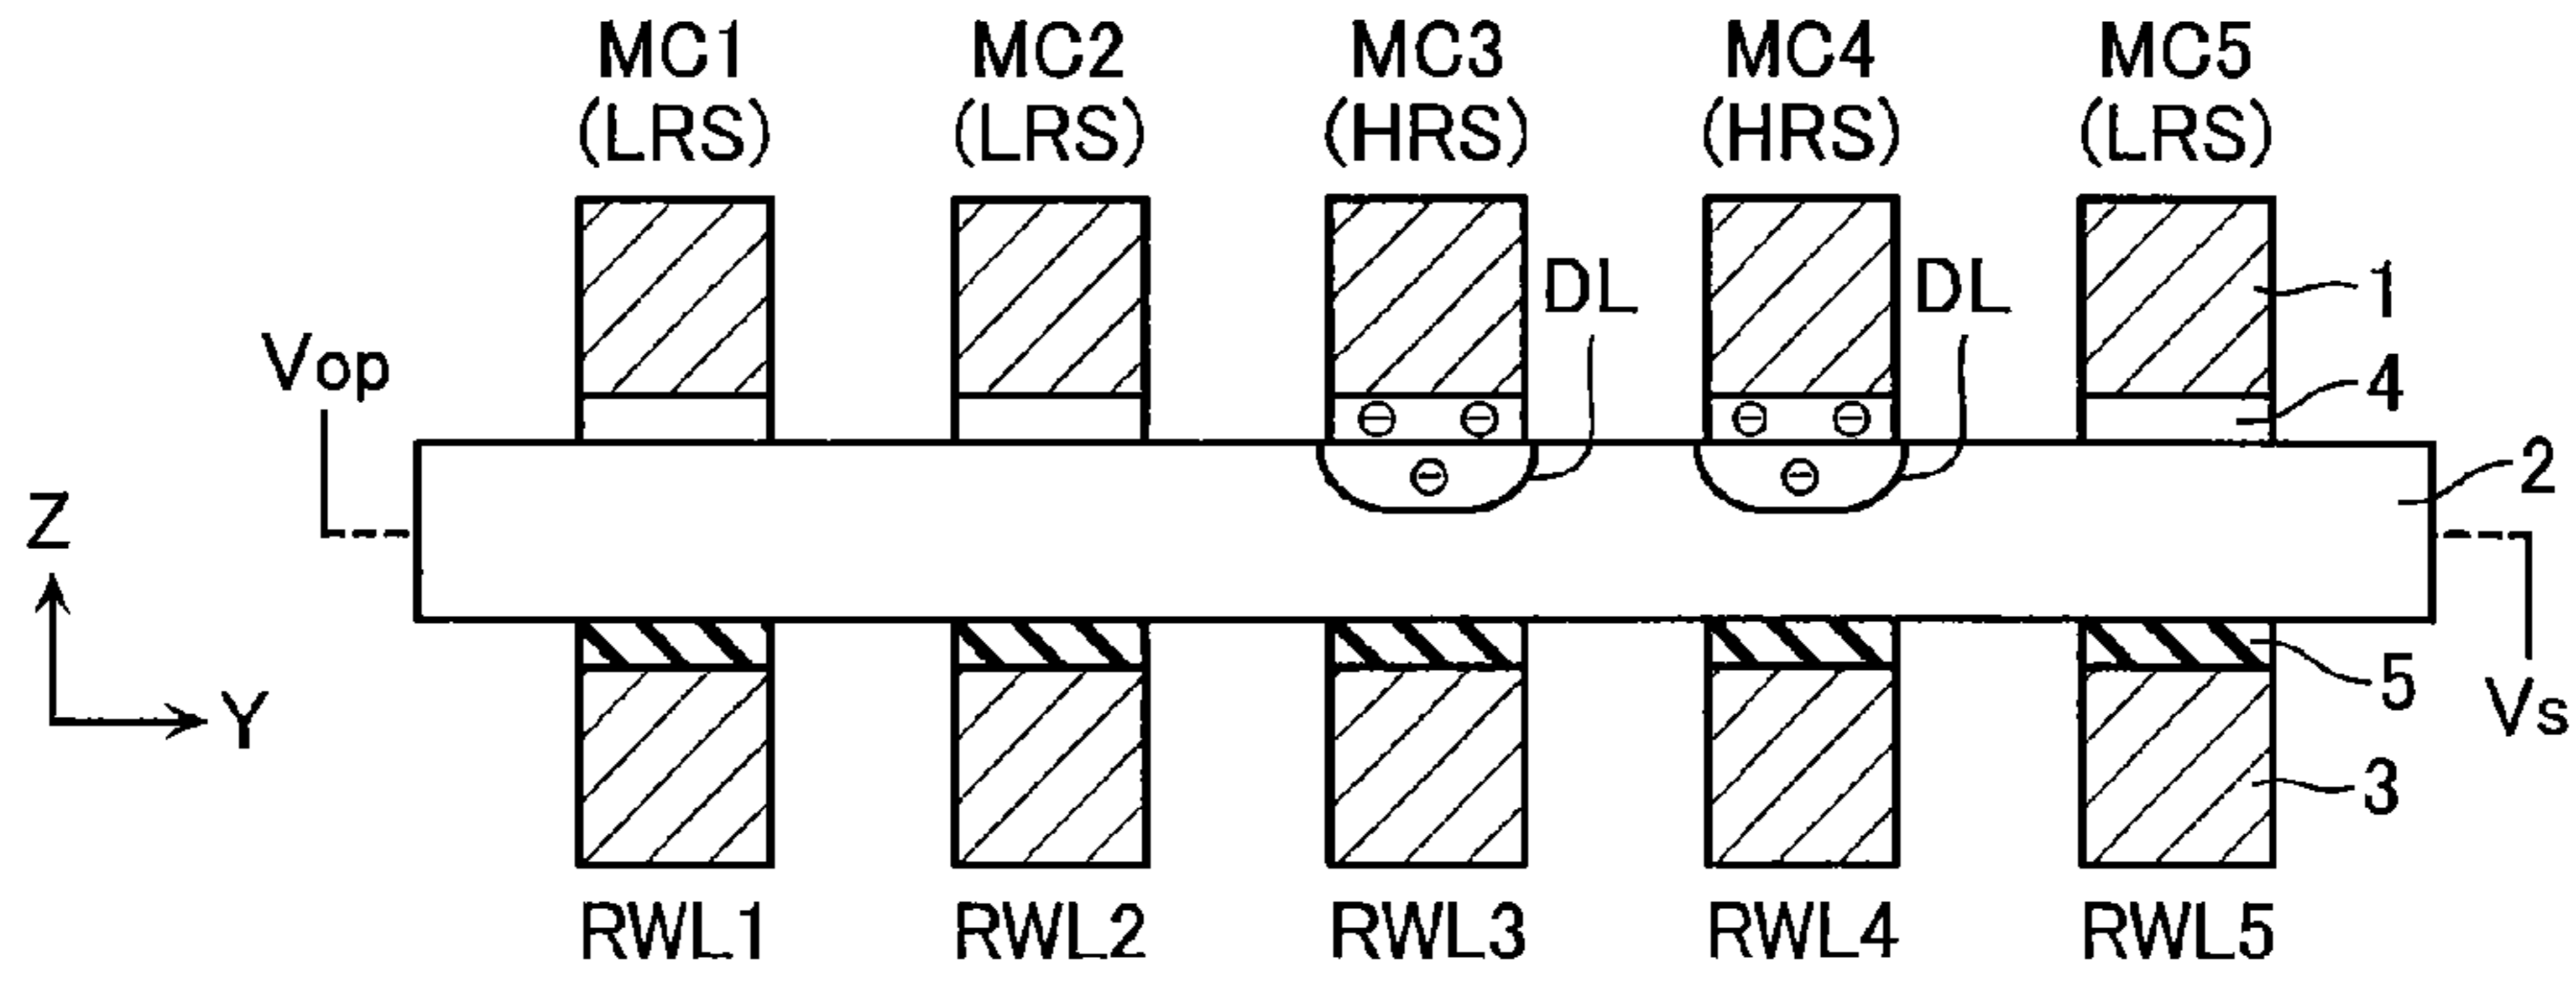 MC1 MC2 MC3 MC4 MC5
(LRS) (LRS) (HRS) (HRS) (LRS)
DL DL 1
Vop 4
⊖ ⊖ ⊖ ⊖
⊖ ⊖ 2
Z
5
Y Vs
3
RWL1 RWL2 RWL3 RWL4 RWL5